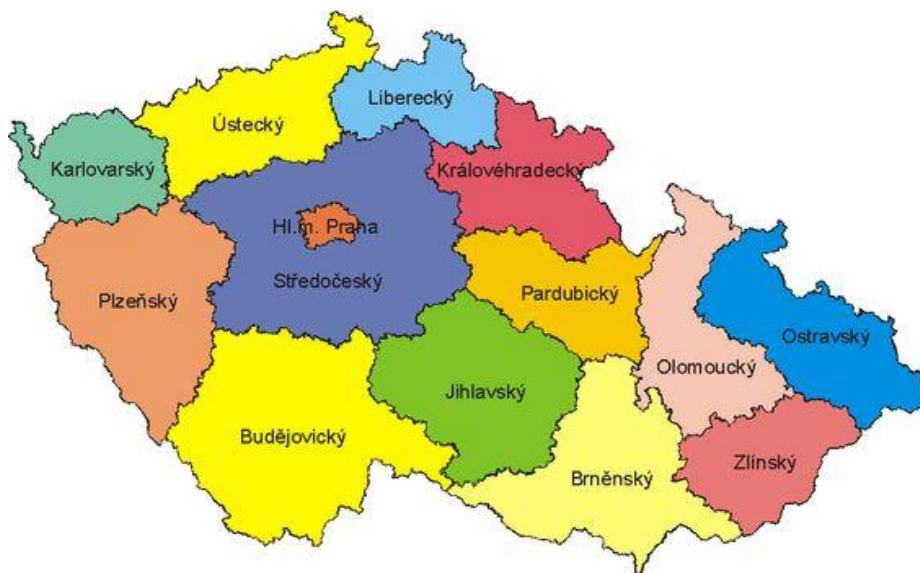 Liberecký
Ústecký
Karlovarský
Královéhradecký
Hl.m. Praha
Středočeský
Plzeňský
Pardubický
Ostravský
Olomoucký
Jihlavský
Budějovický
Zlínský
Brněnský